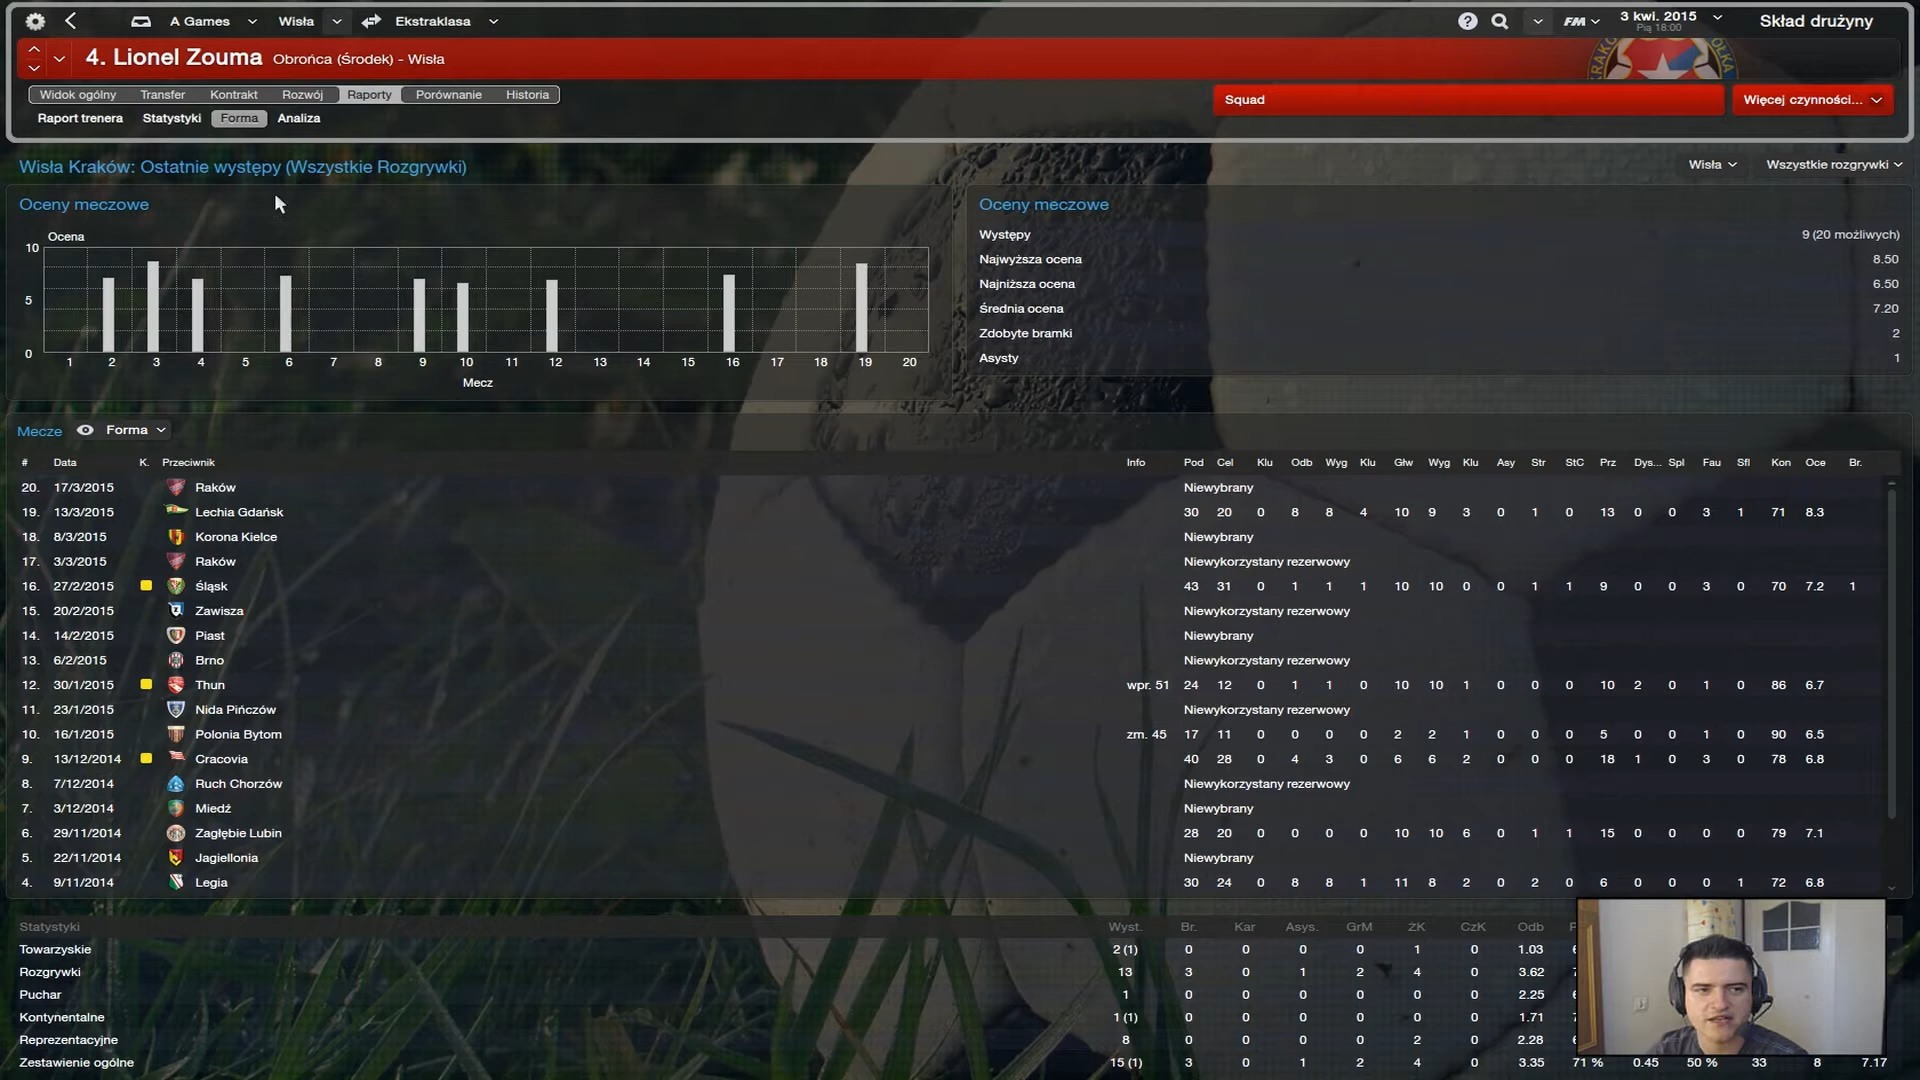 A Games Wisła Ekstraklasa ? FM 3 kwi. 2015 Skład drużyny
Pią 18:00
4. Lionel Zouma Obrońca (Środek) - Wisła
Widok ogólny Transfer Kontrakt Rozwój Raporty Porównanie Historia
Squad Więcej czynności...
Raport trenera Statystyki Forma Analiza
Wisła Kraków: Ostatnie występy (Wszystkie Rozgrywki) Wisła Wszystkie rozgrywki
Oceny meczowe
Ocena
10
5
0
1 2 3 4 5 6 7 8 9 10 11 12 13 14 15 16 17 18 19 20
Mecz
Oceny meczowe
Występy 9 (20 możliwych)
Najwyższa ocena 8.50
Najniższa ocena 6.50
Średnia ocena 7.20
Zdobyte bramki 2
Asysty 1
Mecze Forma
# Data K. Przeciwnik Info Pod Cel Klu Odb Wyg Klu Głw Wyg Klu Asy Str StC Prz Dys... Spl Fau Sfl Kon Oce Br.
20. 17/3/2015 Raków Niewybrany
19. 13/3/2015 Lechia Gdańsk 30 20 0 8 8 4 10 9 3 0 1 0 13 0 0 3 1 71 8.3
18. 8/3/2015 Korona Kielce Niewybrany
17. 3/3/2015 Raków Niewykorzystany rezerwowy
16. 27/2/2015 Śląsk 43 31 0 1 1 1 10 10 0 0 1 1 9 0 0 3 0 70 7.2 1
15. 20/2/2015 Zawisza Niewykorzystany rezerwowy
14. 14/2/2015 Piast Niewybrany
13. 6/2/2015 Brno Niewykorzystany rezerwowy
12. 30/1/2015 Thun wpr. 51 24 12 0 1 1 0 10 10 1 0 0 0 10 2 0 1 0 86 6.7
11. 23/1/2015 Nida Pińczów Niewykorzystany rezerwowy
10. 16/1/2015 Polonia Bytom zm. 45 17 11 0 0 0 0 2 2 1 0 0 0 5 0 0 1 0 90 6.5
9. 13/12/2014 Cracovia 40 28 0 4 3 0 6 6 2 0 0 0 18 1 0 3 0 78 6.8
8. 7/12/2014 Ruch Chorzów Niewykorzystany rezerwowy
7. 3/12/2014 Miedź Niewybrany
6. 29/11/2014 Zagłębie Lubin 28 20 0 0 0 0 10 10 6 0 1 1 15 0 0 0 0 79 7.1
5. 22/11/2014 Jagiellonia Niewybrany
4. 9/11/2014 Legia 30 24 0 8 8 1 11 8 2 0 2 0 6 0 0 0 1 72 6.8
Statystyki Wyst. Br. Kar Asys. GrM ŻK CzK Odb
Towarzyskie 2 (1) 0 0 0 0 1 0 1.03
Rozgrywki 13 3 0 1 2 4 0 3.62
Puchar 1 0 0 0 0 0 0 2.25
Kontynentalne 1 (1) 0 0 0 0 0 0 1.71
Reprezentacyjne 8 0 0 0 0 2 0 2.28
Zestawienie ogólne 15 (1) 3 0 1 2 4 0 3.35 71 % 0.45 50 % 33 8 7.17